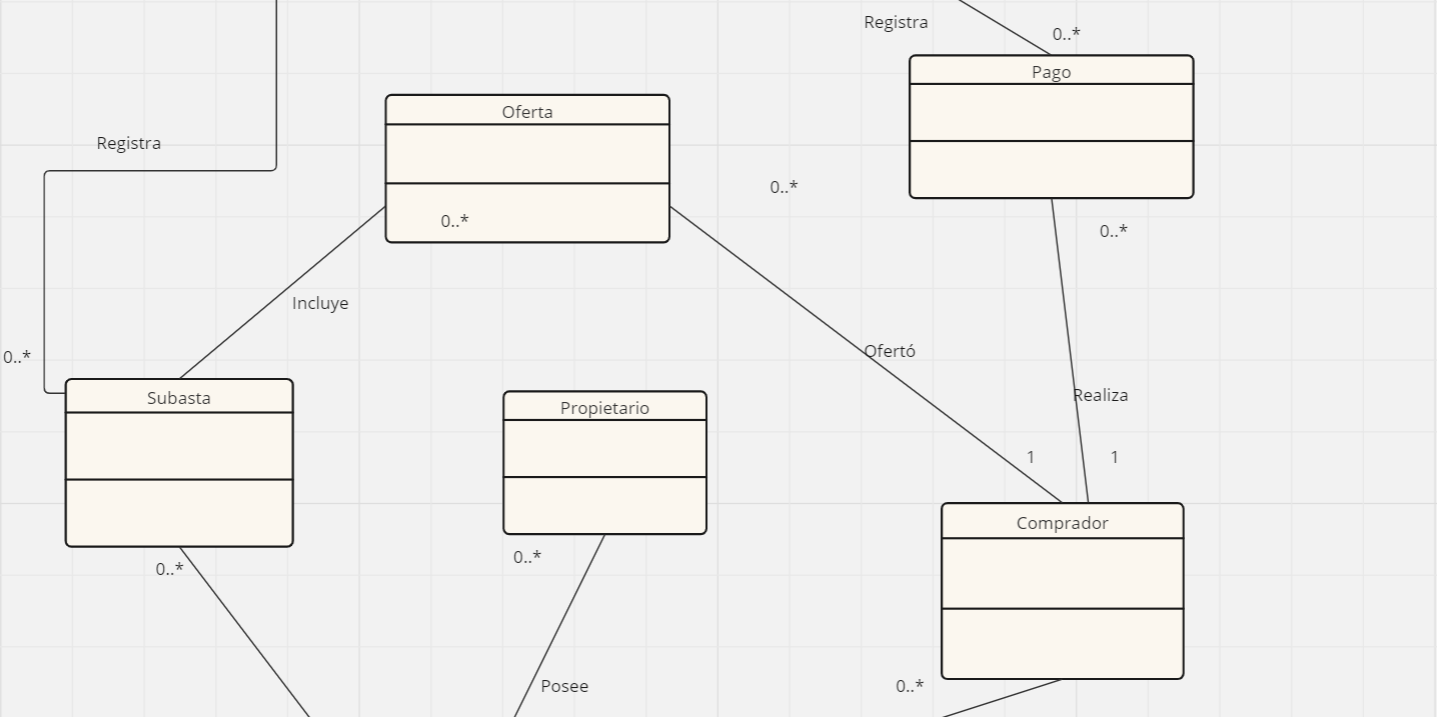 Registra
0..*
Pago
Oferta
Registra
0..*
0..*
0..*
Incluye
Ofertó
0..*
Realiza
Subasta
Propietario
1
1
Comprador
0..*
0..*
Posee
0..*